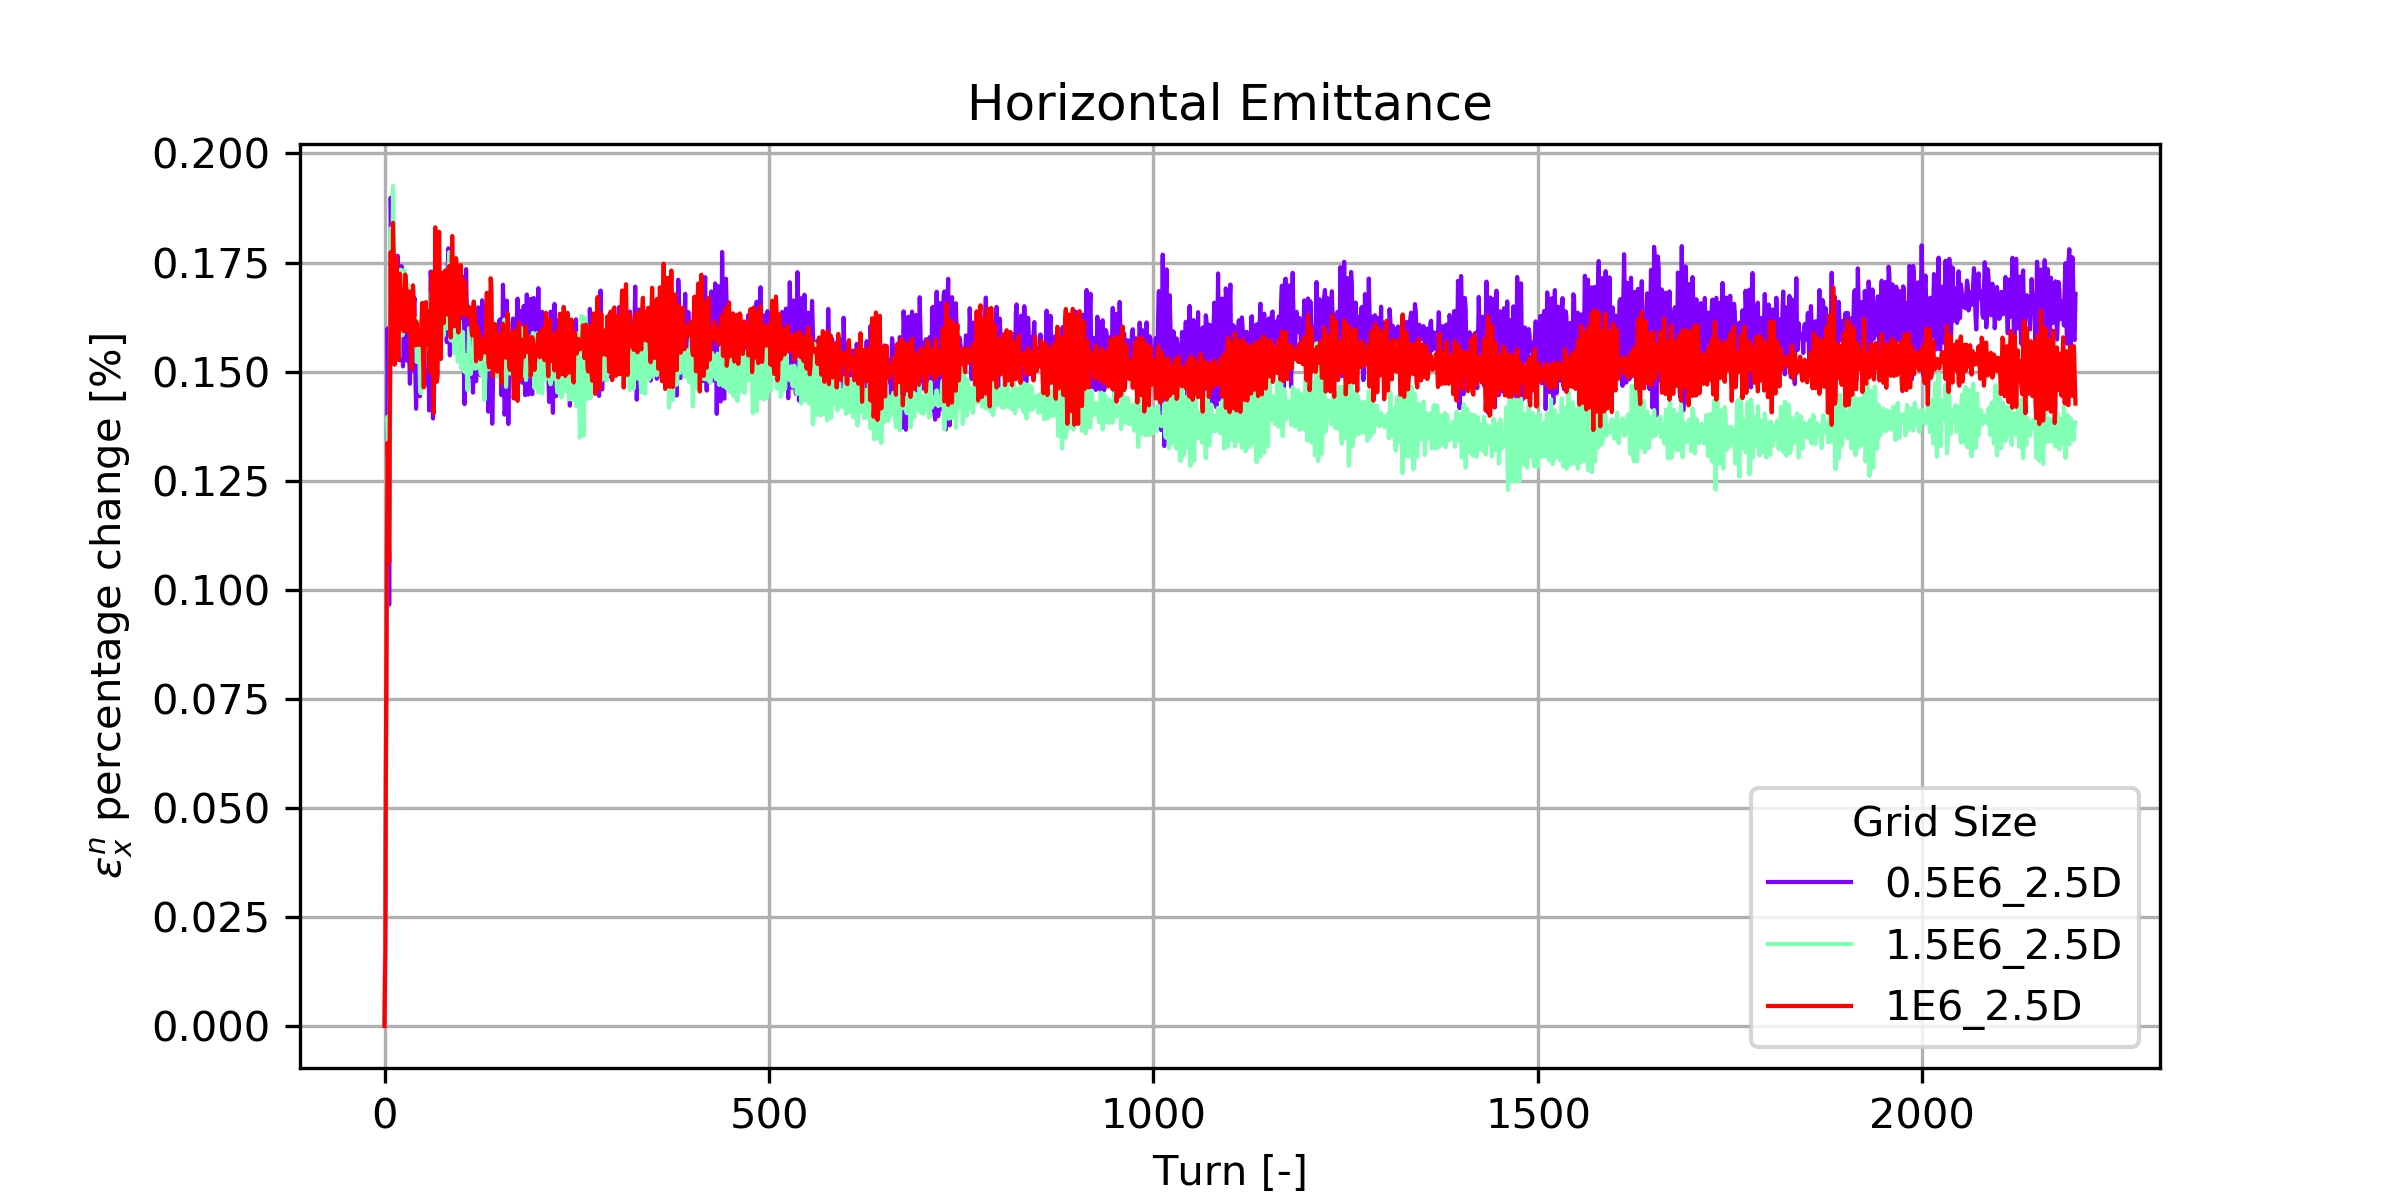 Horizontal Emittance
ε_x^n percentage change [%]
0.200
0.175
0.150
0.125
0.100
0.075
0.050
0.025
0.000
0 500 1000 1500 2000
Turn [-]
Grid Size
0.5E6_2.5D
1.5E6_2.5D
1E6_2.5D